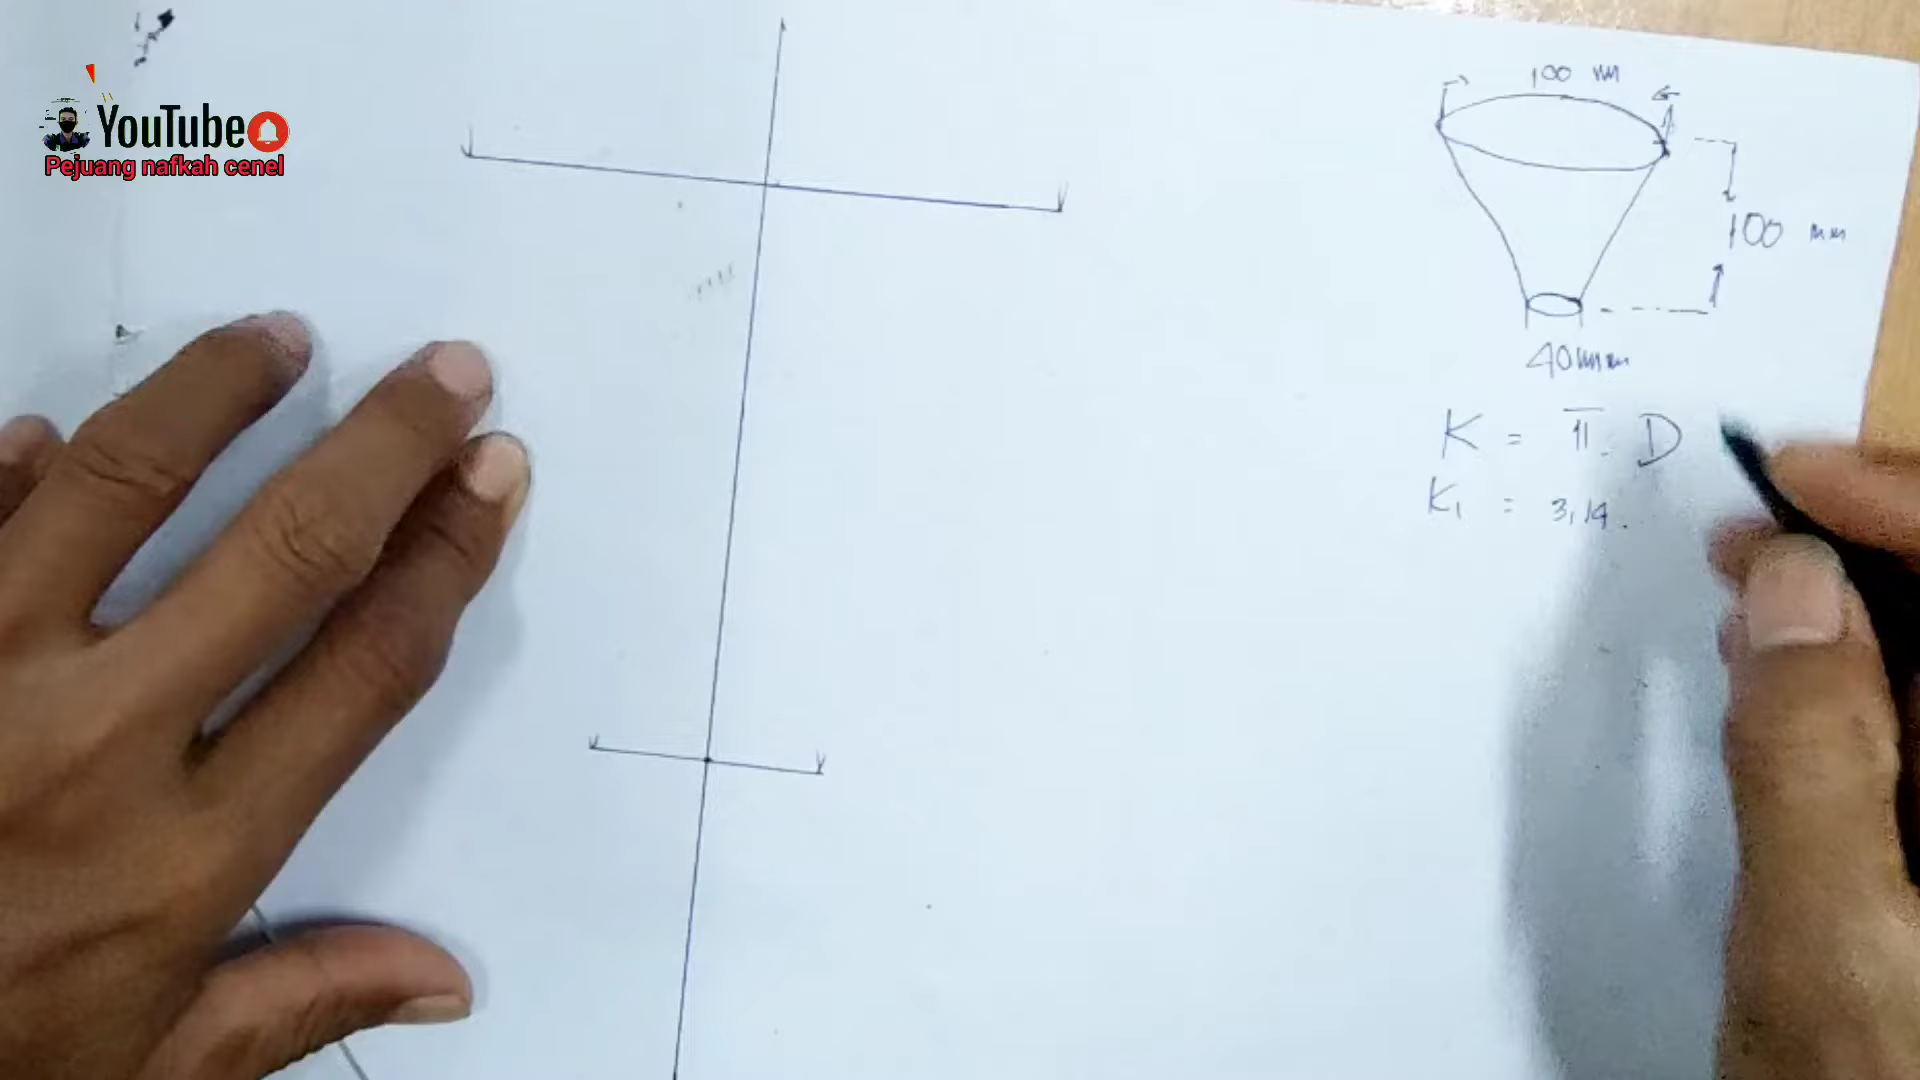 YouTube
Pejuang nafkah cenel
100 mm
100 mm
40mm
K = π . D
K1 = 3,14 .